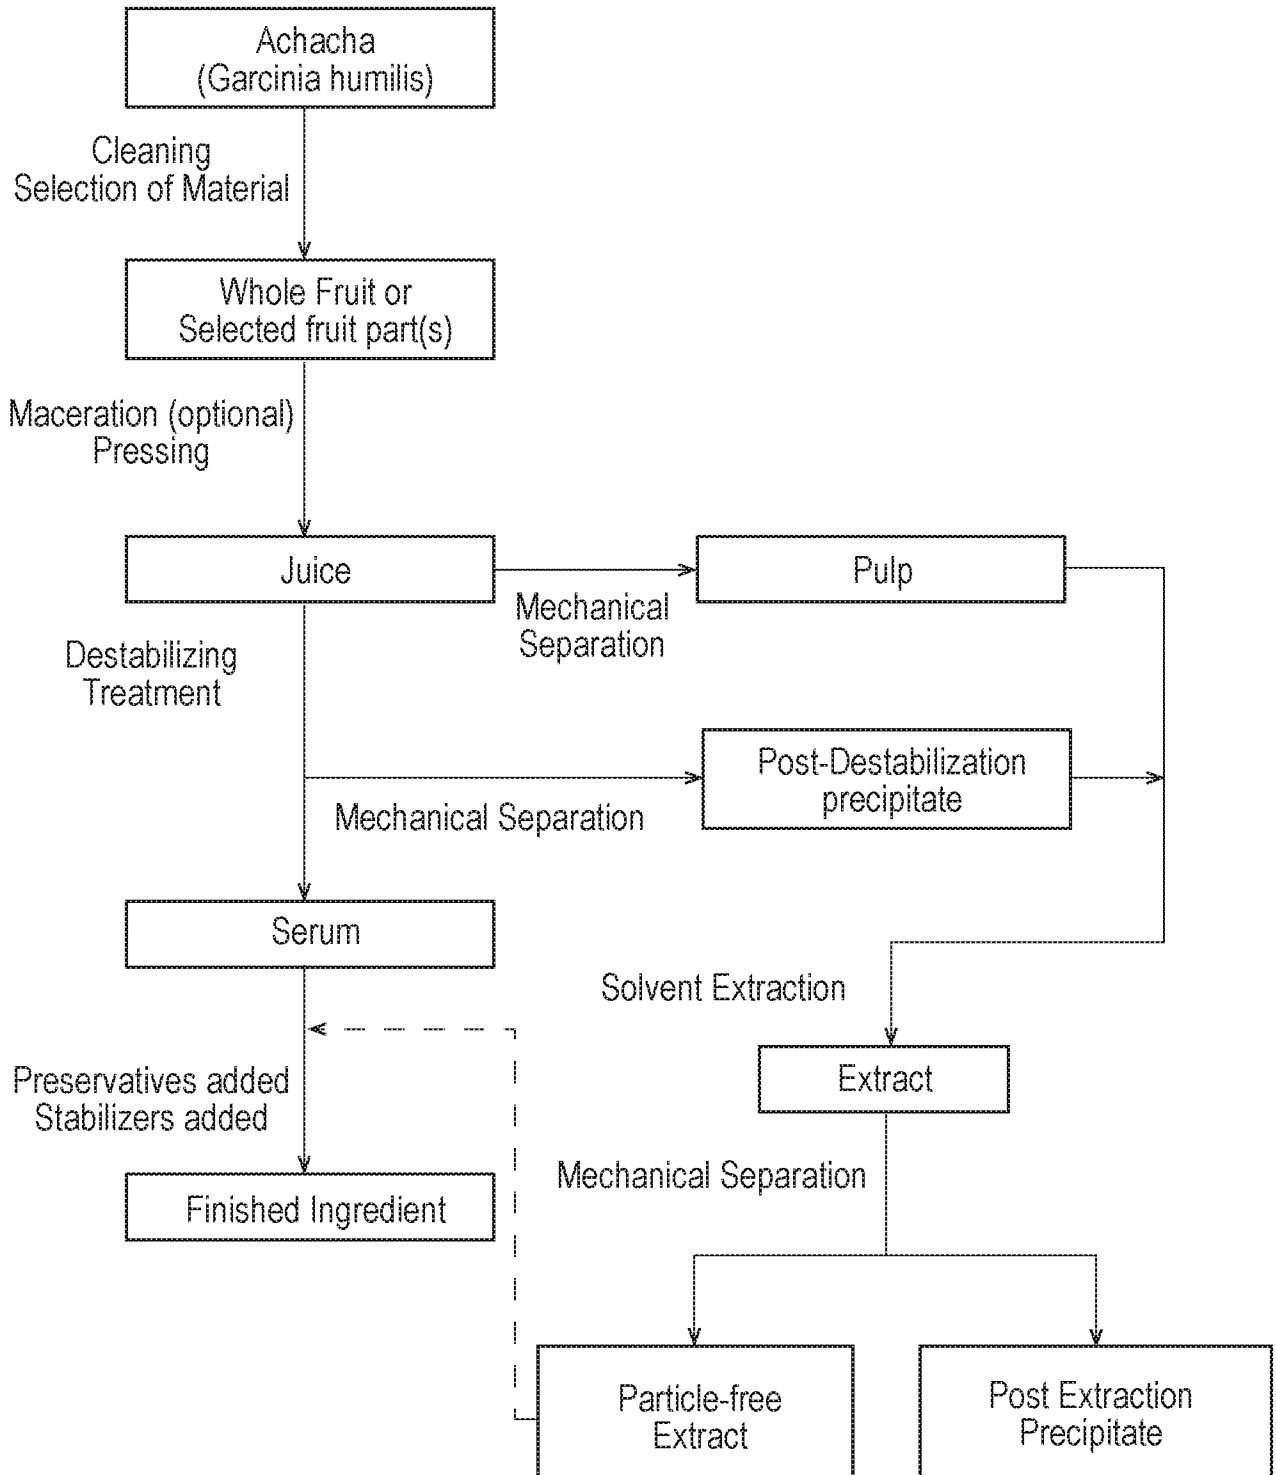 Achacha
(Garcinia humilis)
Cleaning
Selection of Material
Whole Fruit or
Selected fruit part(s)
Maceration (optional)
Pressing
Juice
Mechanical
Separation
Pulp
Destabilizing
Treatment
Mechanical Separation
Post-Destabilization
precipitate
Serum
Solvent Extraction
Extract
Preservatives added
Stabilizers added
Mechanical Separation
Finished Ingredient
Particle-free
Extract
Post Extraction
Precipitate